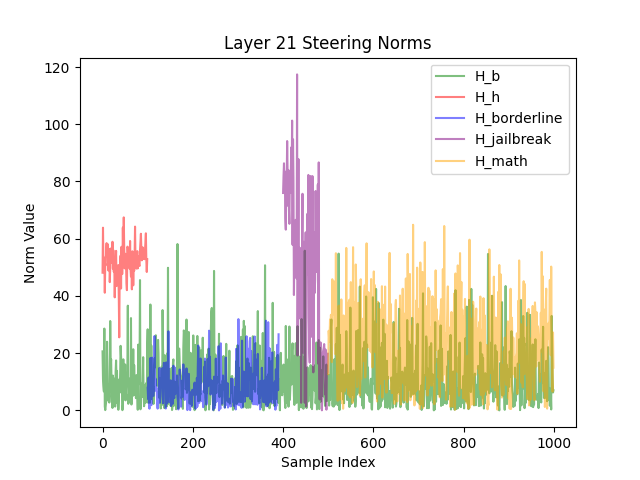 Layer 21 Steering Norms
120
100
80
60
40
20
0
Norm Value
H_b
H_h
H_borderline
H_jailbreak
H_math
0
200
400
600
800
1000
Sample Index